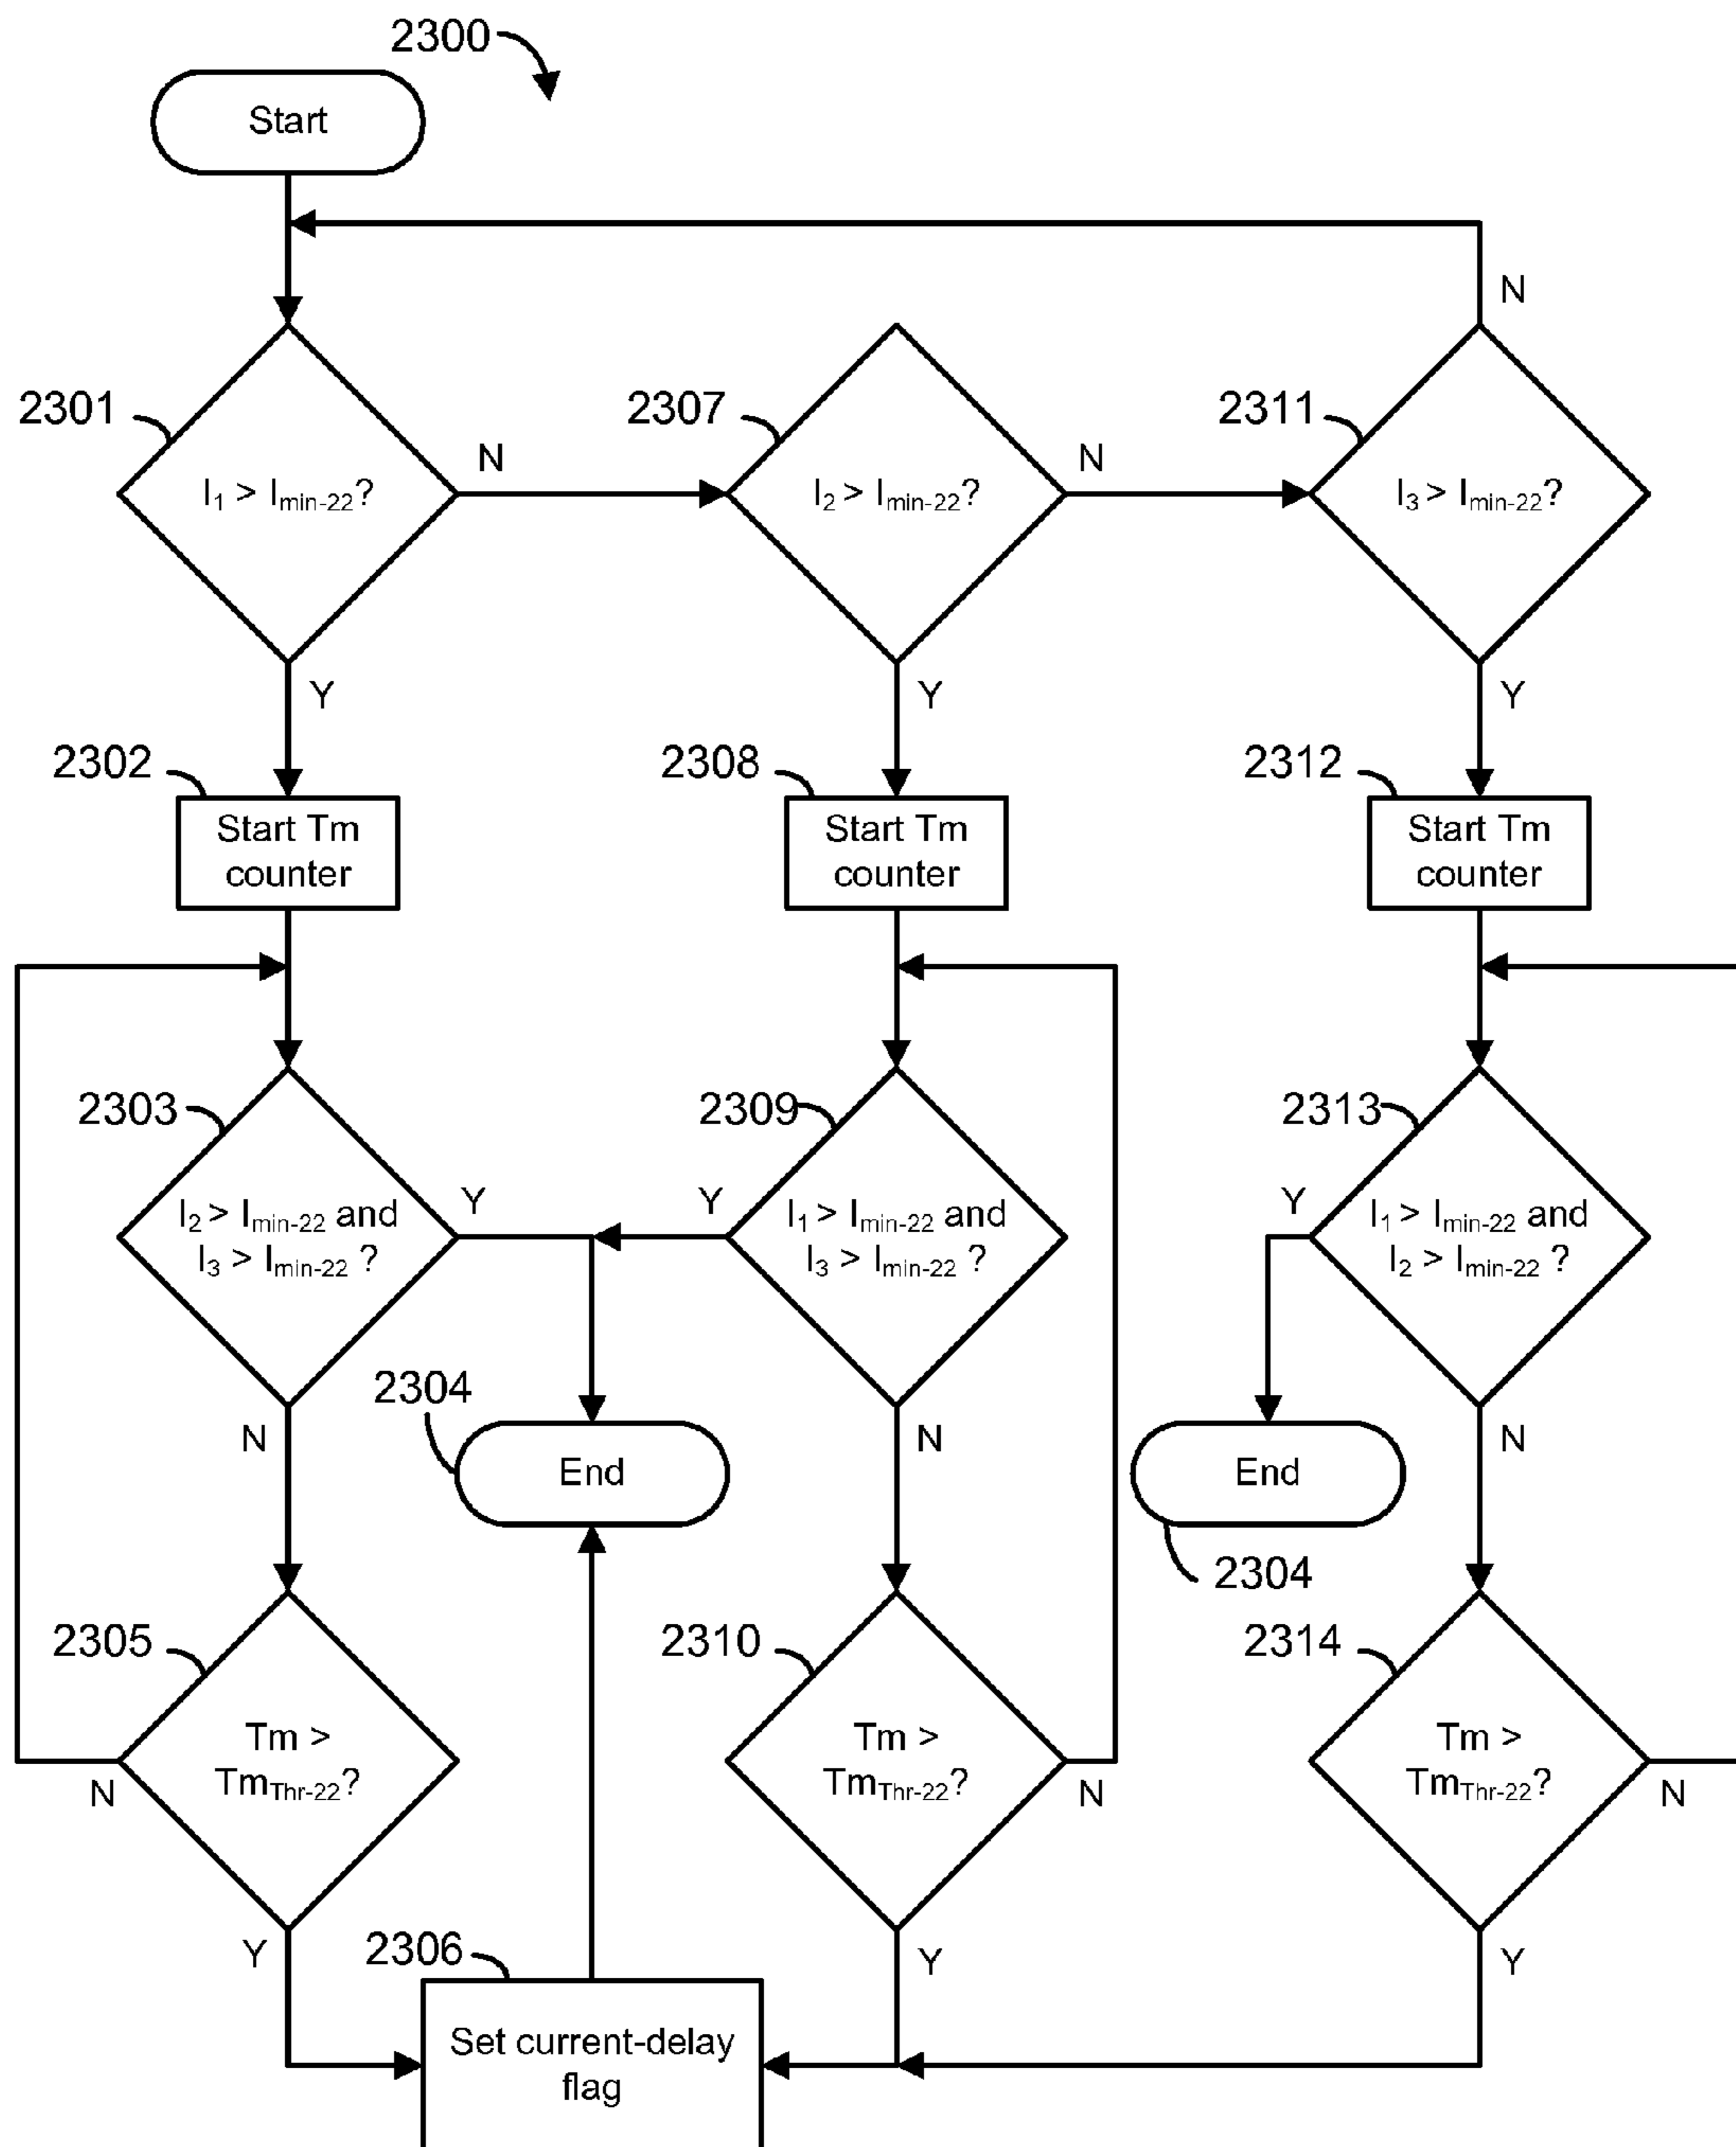 2300
Start
N
2301
2307
2311
N
N
I₁ > Iₘᵢₙ₋₂₂?
I₂ > Iₘᵢₙ₋₂₂?
I₃ > Iₘᵢₙ₋₂₂?
Y
Y
Y
2302
2308
2312
Start Tm
counter
Start Tm
counter
Start Tm
counter
2303
2309
2313
Y
Y
Y
I₂ > Iₘᵢₙ₋₂₂ and
I₃ > Iₘᵢₙ₋₂₂ ?
I₁ > Iₘᵢₙ₋₂₂ and
I₃ > Iₘᵢₙ₋₂₂ ?
I₁ > Iₘᵢₙ₋₂₂ and
I₂ > Iₘᵢₙ₋₂₂ ?
2304
N
N
N
End
End
2304
2305
2310
2314
Tm >
Tm_Thr-22?
Tm >
Tm_Thr-22?
Tm >
Tm_Thr-22?
N
N
N
Y
2306
Y
Y
Set current-delay
flag